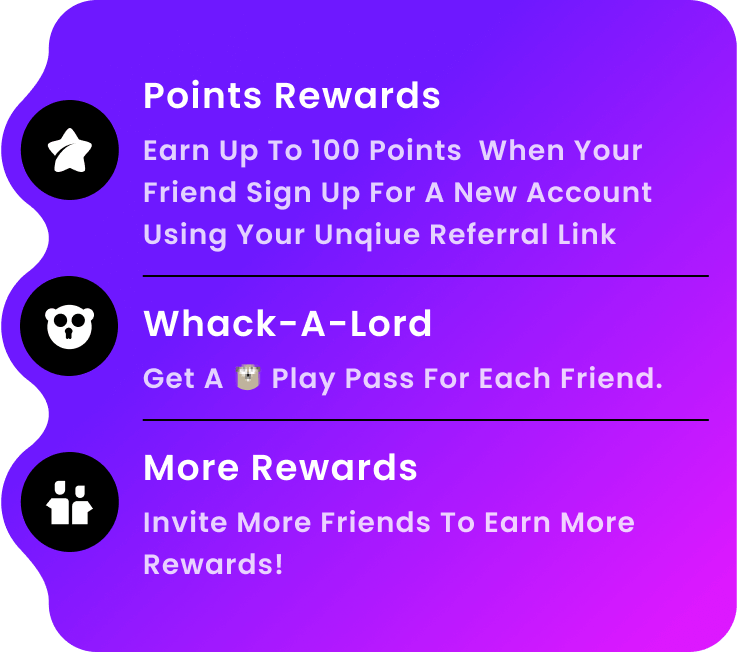 Points Rewards
Earn Up To 100 Points  When Your
Friend Sign Up For A New Account
Using Your Unqiue Referral Link
Whack-A-Lord
Get A Play Pass For Each Friend.
More Rewards
Invite More Friends To Earn More
Rewards!